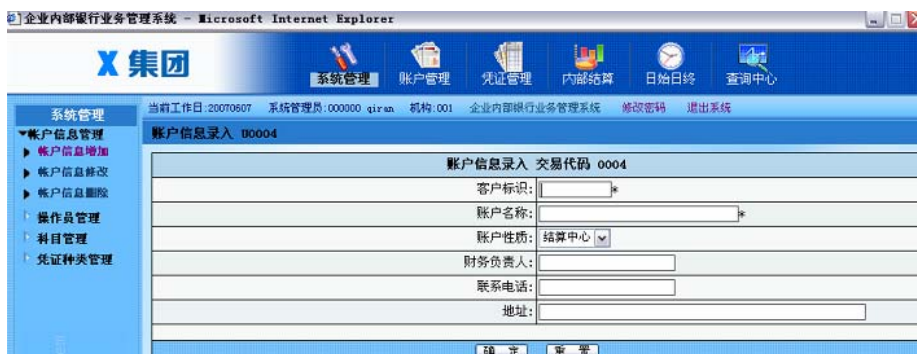 企业内部银行业务管理系统 - Microsoft Internet Explorer
X 集团
系统管理 账户管理 凭证管理 内部结算 日始日终 查询中心
系统管理
当前工作日:20070607 系统管理员:000000 qiran 机构:001 企业内部银行业务管理系统 修改密码 退出系统
帐户信息管理
帐户信息增加
帐户信息修改
帐户信息删除
操作员管理
科目管理
凭证种类管理
账户信息录入 D0004
账户信息录入 交易代码 0004
客户标识: *
账户名称: *
账户性质: 结算中心
财务负责人:
联系电话:
地址:
确 定 重 置